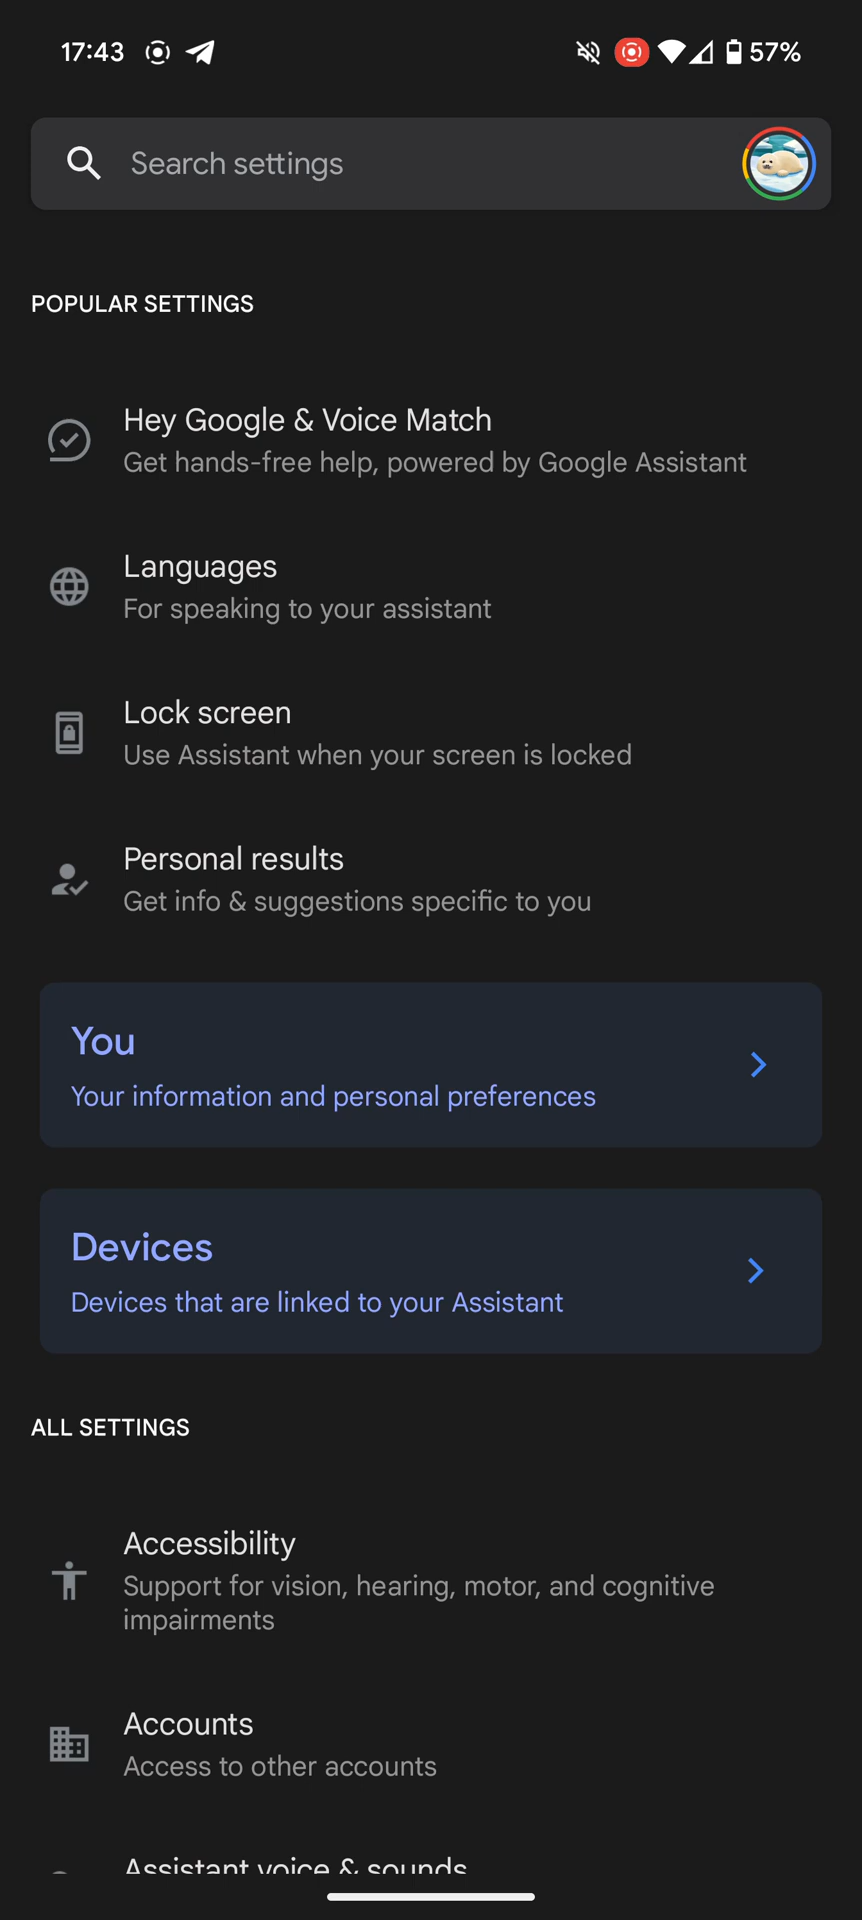 17:43
57%
Search settings
POPULAR SETTINGS
Hey Google & Voice Match
Get hands-free help, powered by Google Assistant
Languages
For speaking to your assistant
Lock screen
Use Assistant when your screen is locked
Personal results
Get info & suggestions specific to you
You
Your information and personal preferences
Devices
Devices that are linked to your Assistant
ALL SETTINGS
Accessibility
Support for vision, hearing, motor, and cognitive
impairments
Accounts
Access to other accounts
Assistant voice & sounds